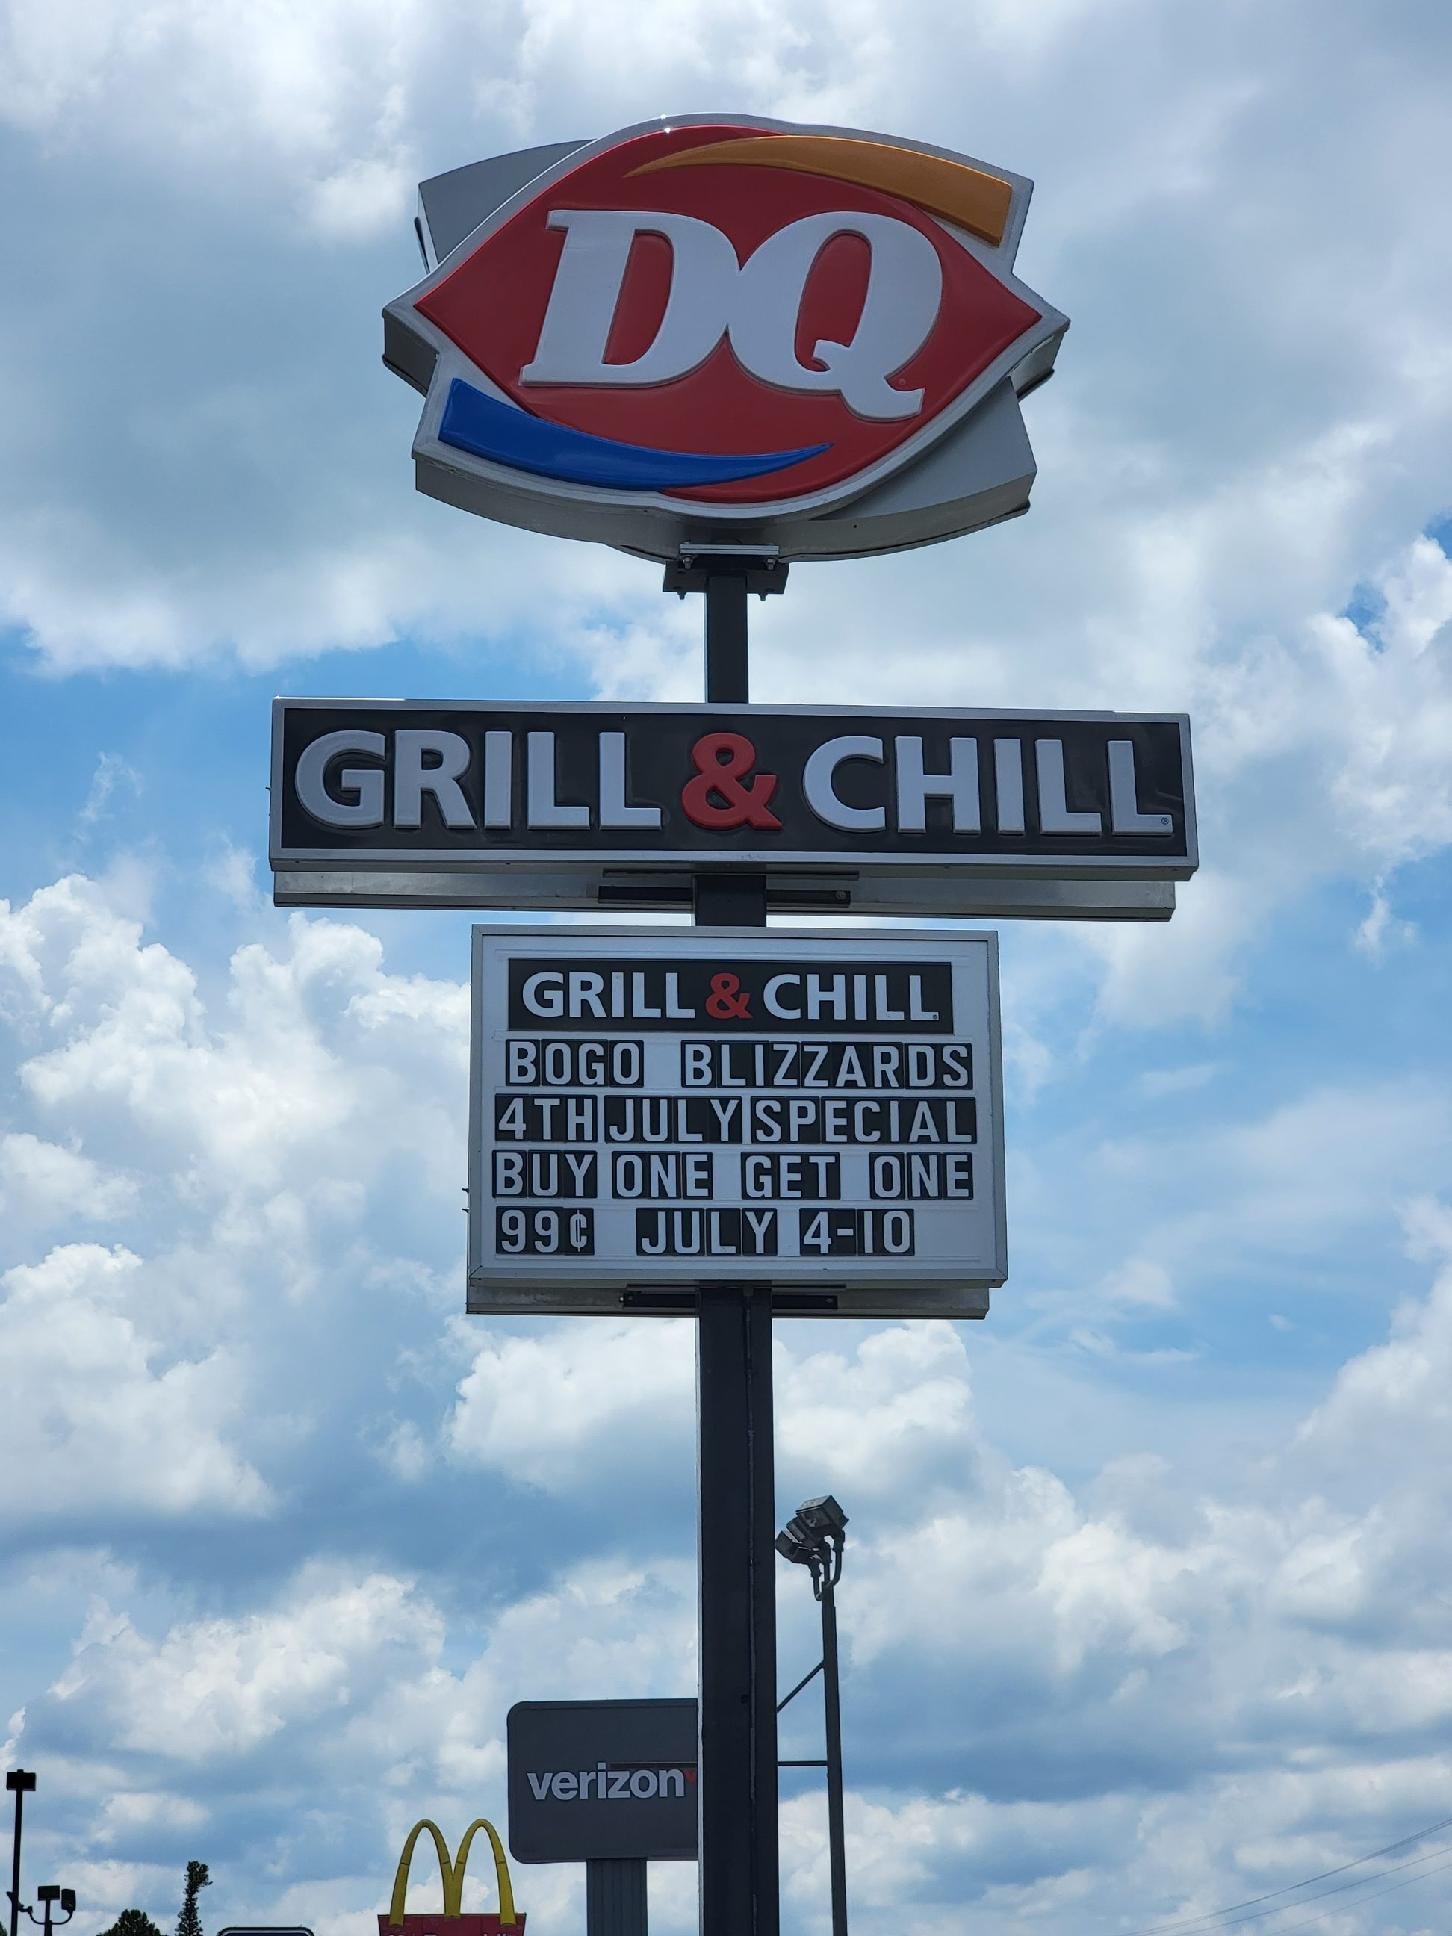 DQ
GRILL & CHILL®
GRILL & CHILL
BOGO BLIZZARDS
4TH JULY SPECIAL
BUY ONE GET ONE
99¢ JULY 4-10
verizon
M